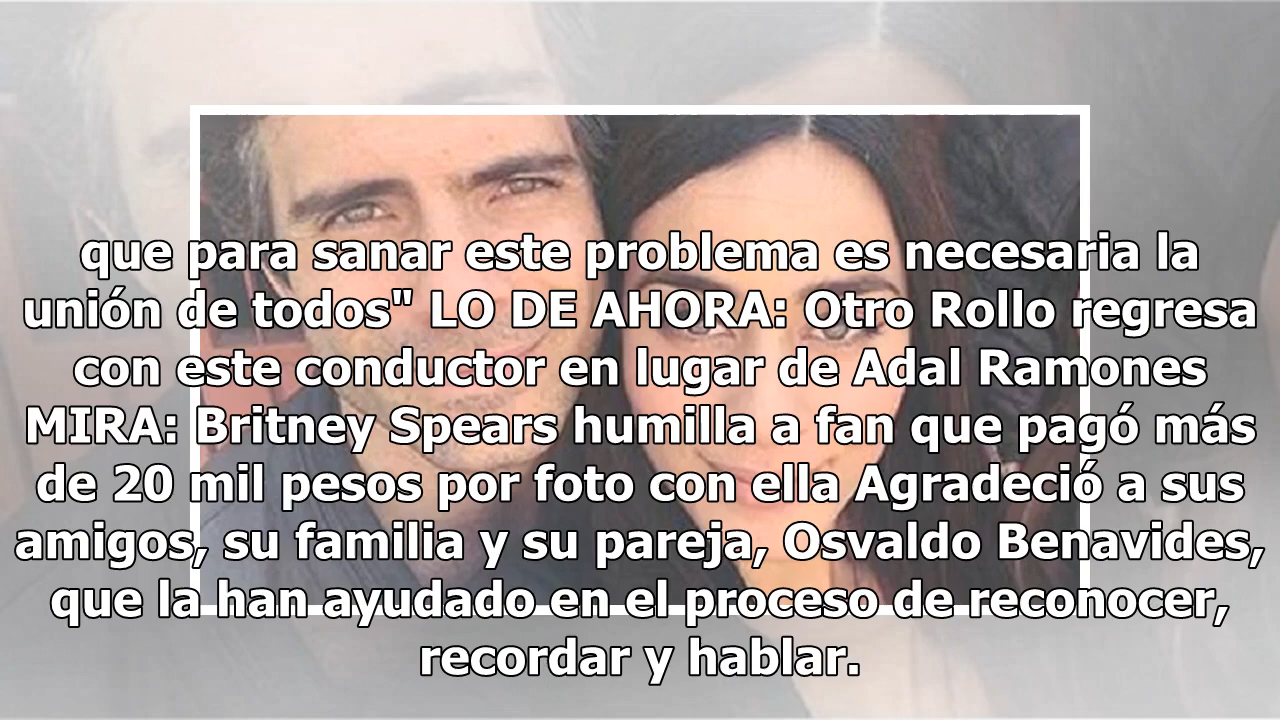 que para sanar este problema es necesaria la
unión de todos" LO DE AHORA: Otro Rollo regresa
con este conductor en lugar de Adal Ramones
MIRA: Britney Spears humilla a fan que pagó más
de 20 mil pesos por foto con ella Agradeció a sus
amigos, su familia y su pareja, Osvaldo Benavides,
que la han ayudado en el proceso de reconocer,
recordar y hablar.